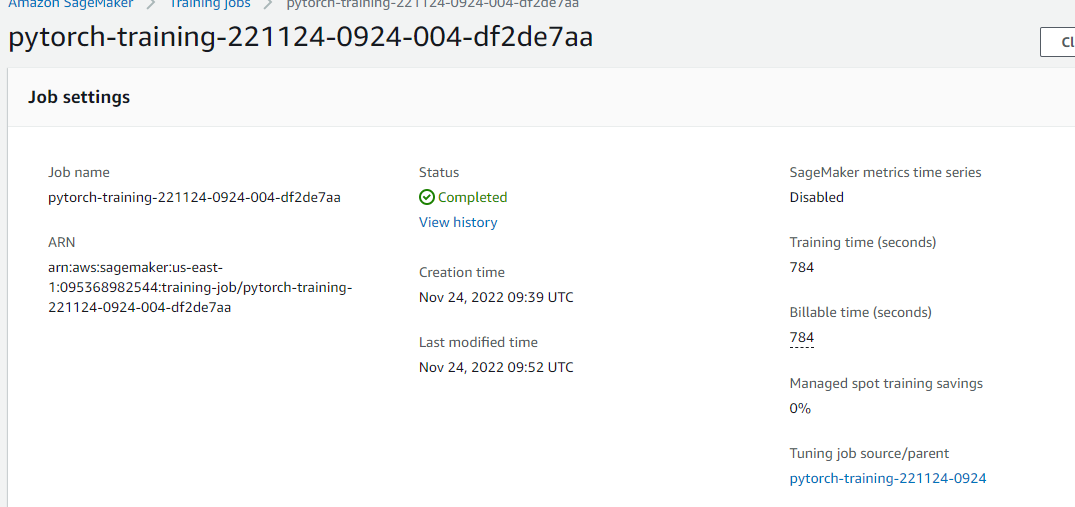 Amazon SageMaker > Training jobs > pytorch-training-221124-0924-004-df2de7aa
pytorch-training-221124-0924-004-df2de7aa
Job settings
Job name
pytorch-training-221124-0924-004-df2de7aa
ARN
arn:aws:sagemaker:us-east-
1:095368982544:training-job/pytorch-training-
221124-0924-004-df2de7aa
Status
Completed
View history
Creation time
Nov 24, 2022 09:39 UTC
Last modified time
Nov 24, 2022 09:52 UTC
SageMaker metrics time series
Disabled
Training time (seconds)
784
Billable time (seconds)
784
Managed spot training savings
0%
Tuning job source/parent
pytorch-training-221124-0924